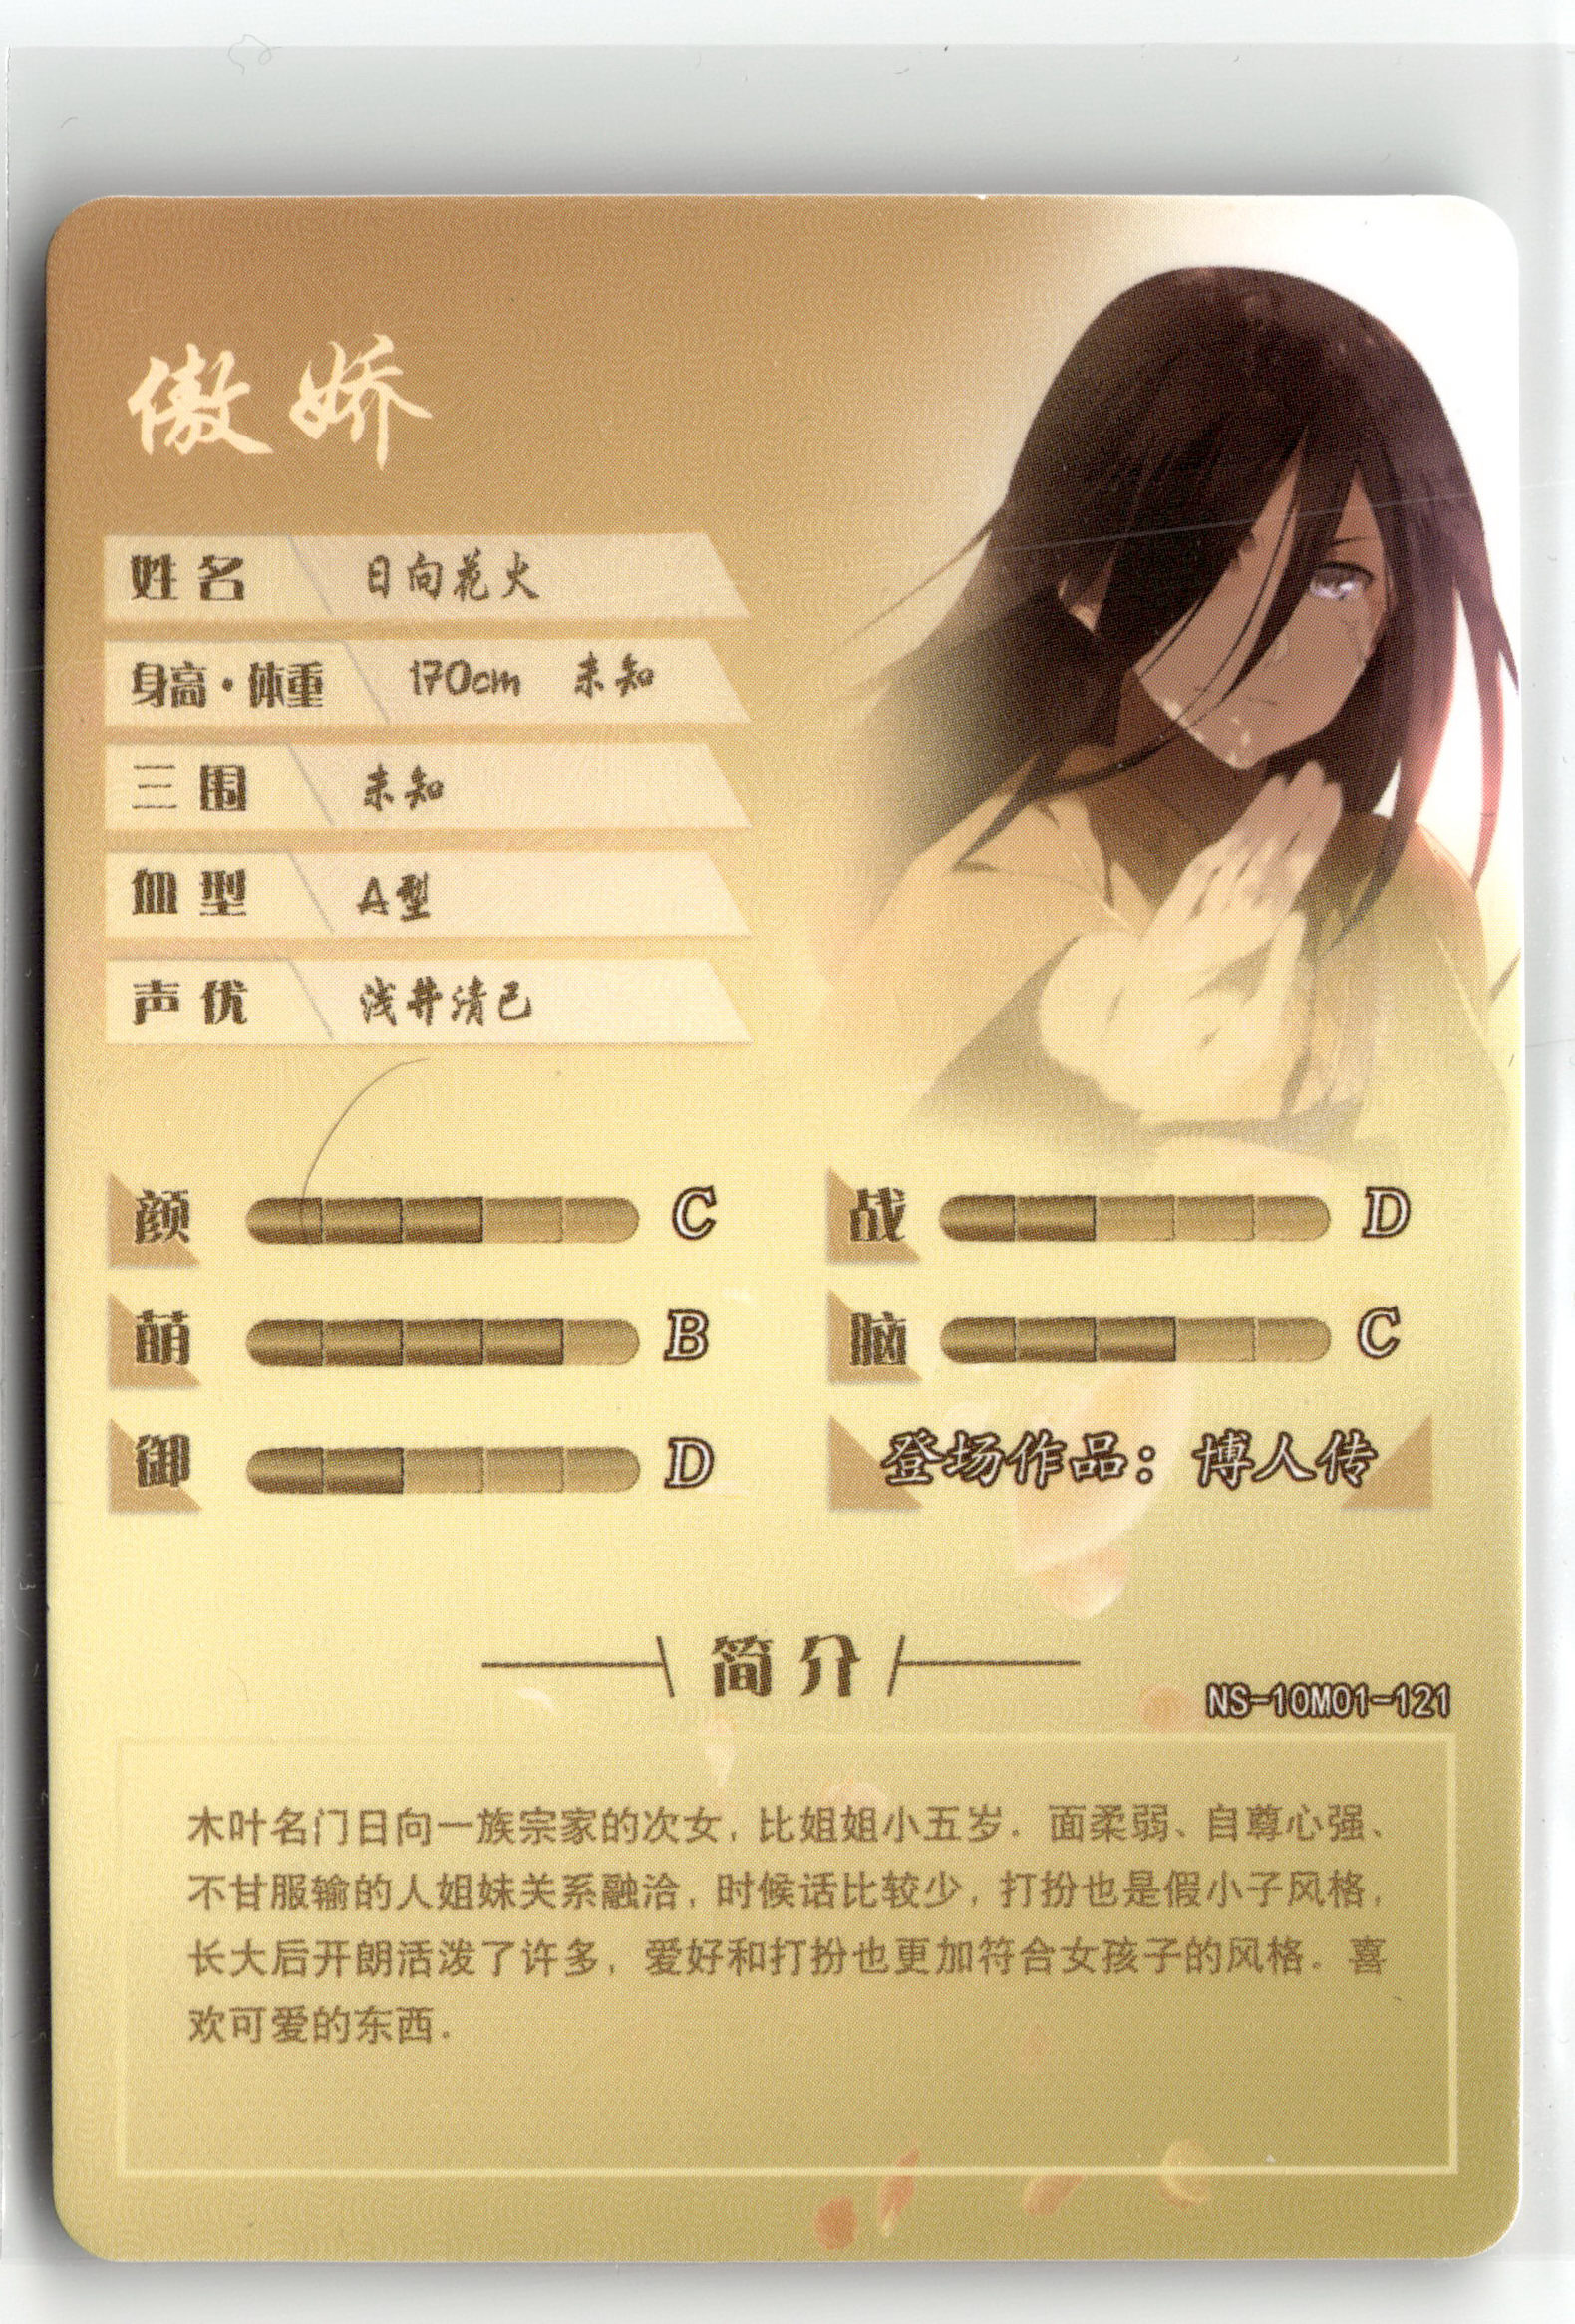 傲娇
姓名 日向花火
身高·体重 170cm 未知
三围 未知
血型 A型
声优 浅井清已
颜 C
战 D
萌 B
脑 C
御 D
登场作品：博人传
简介
NS-10M01-121
木叶名门日向一族宗家的次女，比姐姐小五岁．面柔弱、自尊心强、
不甘服输的人姐妹关系融洽，时候话比较少，打扮也是假小子风格，
长大后开朗活泼了许多，爱好和打扮也更加符合女孩子的风格．喜
欢可爱的东西．